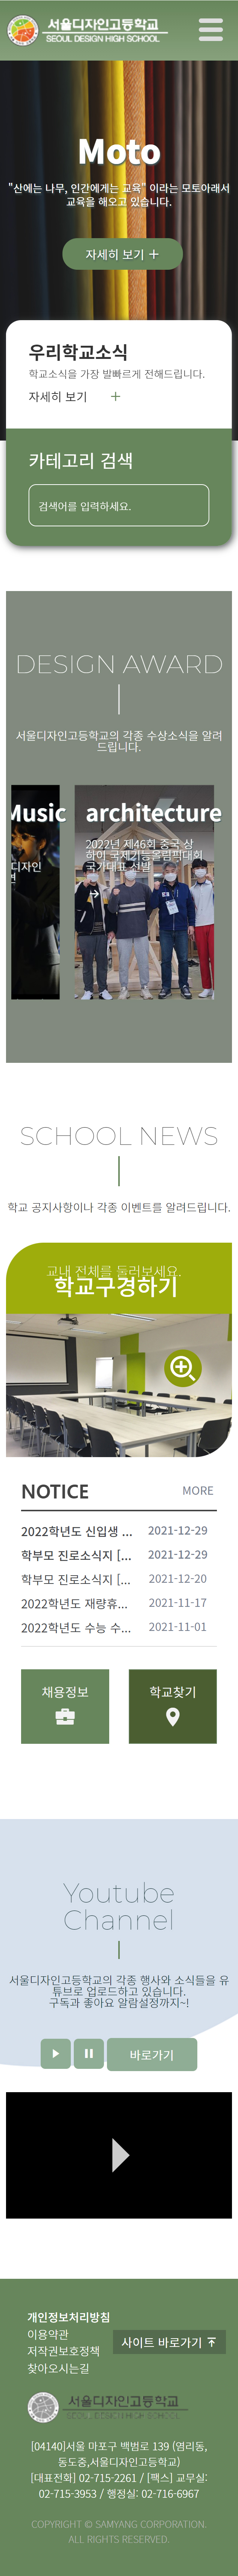 서울디자인고등학교
SEOUL DESIGN HIGH SCHOOL
Moto
"산에는 나무, 인간에게는 교육" 이라는 모토아래서
교육을 해오고 있습니다.
자세히 보기 +
우리학교소식
학교소식을 가장 발빠르게 전해드립니다.
자세히 보기 +
카테고리 검색
검색어를 입력하세요.
DESIGN AWARD
서울디자인고등학교의 각종 수상소식을 알려
드립니다.
Music
디자인
architecture
2022년 제46회 중국 상
하이 국제기능올림픽대회
국가대표 선발
SCHOOL NEWS
학교 공지사항이나 각종 이벤트를 알려드립니다.
교내 전체를 둘러보세요.
학교구경하기
NOTICE MORE
2022학년도 신입생 ... 2021-12-29
학부모 진로소식지 [... 2021-12-29
학부모 진로소식지 [... 2021-12-20
2022학년도 재량휴... 2021-11-17
2022학년도 수능 수... 2021-11-01
채용정보
학교찾기
Youtube
Channel
서울디자인고등학교의 각종 행사와 소식들을 유
튜브로 업로드하고 있습니다.
구독과 좋아요 알람설정까지~!
바로가기
개인정보처리방침
이용약관
저작권보호정책
찾아오시는길
사이트 바로가기
서울디자인고등학교
SEOUL DESIGN HIGH SCHOOL
[04140]서울 마포구 백범로 139 (염리동,
동도중,서울디자인고등학교)
[대표전화] 02-715-2261 / [팩스] 교무실:
02-715-3953 / 행정실: 02-716-6967
COPYRIGHT © SAMYANG CORPORATION.
ALL RIGHTS RESERVED.